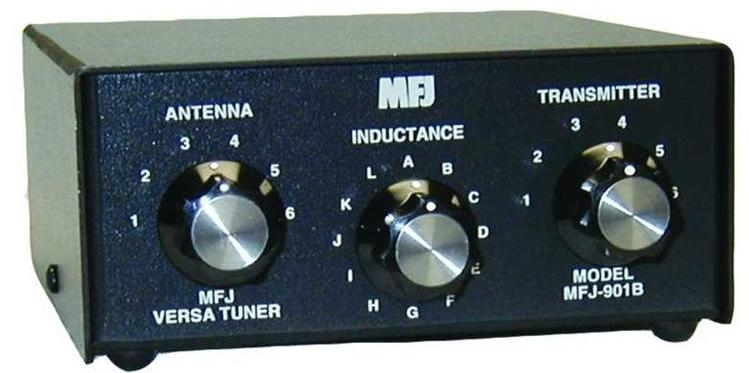 MFJ
ANTENNA
1 2 3 4 5 6
INDUCTANCE
A B C D E F G H I J K L
TRANSMITTER
1 2 3 4 5 6
MFJ
VERSA TUNER
MODEL
MFJ-901B